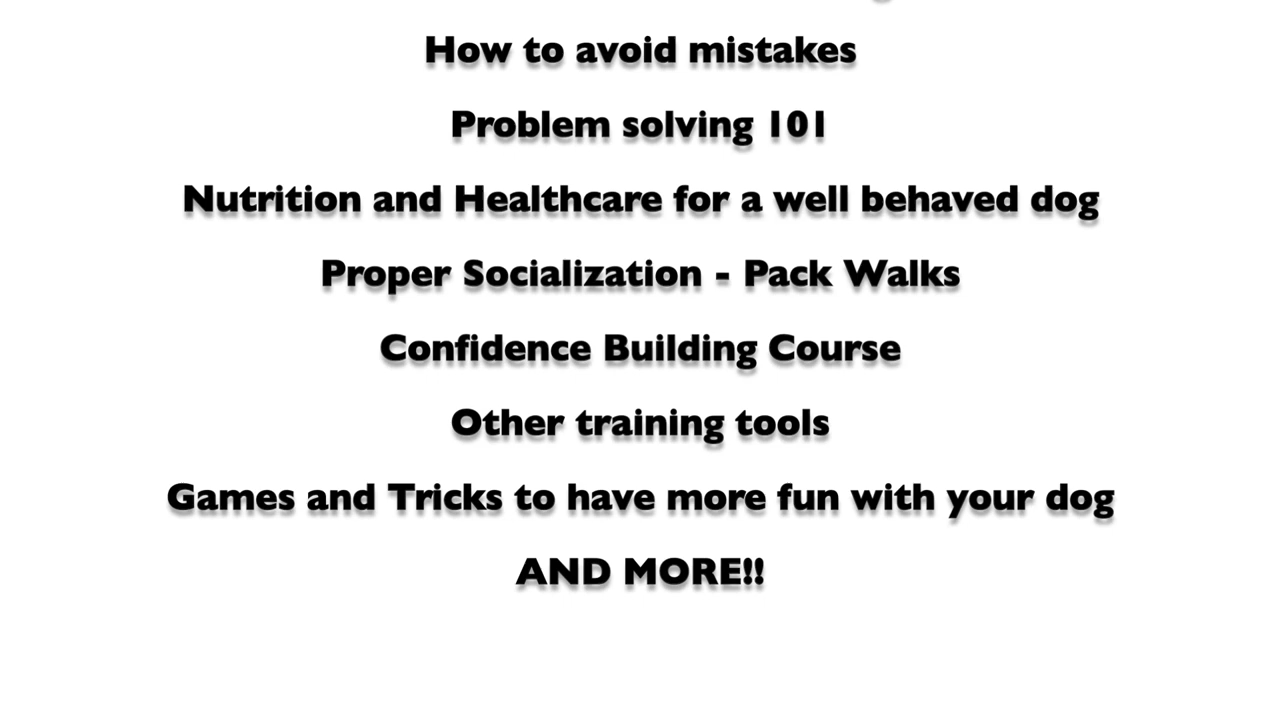 How to avoid mistakes
Problem solving 101
Nutrition and Healthcare for a well behaved dog
Proper Socialization - Pack Walks
Confidence Building Course
Other training tools
Games and Tricks to have more fun with your dog
AND MORE!!